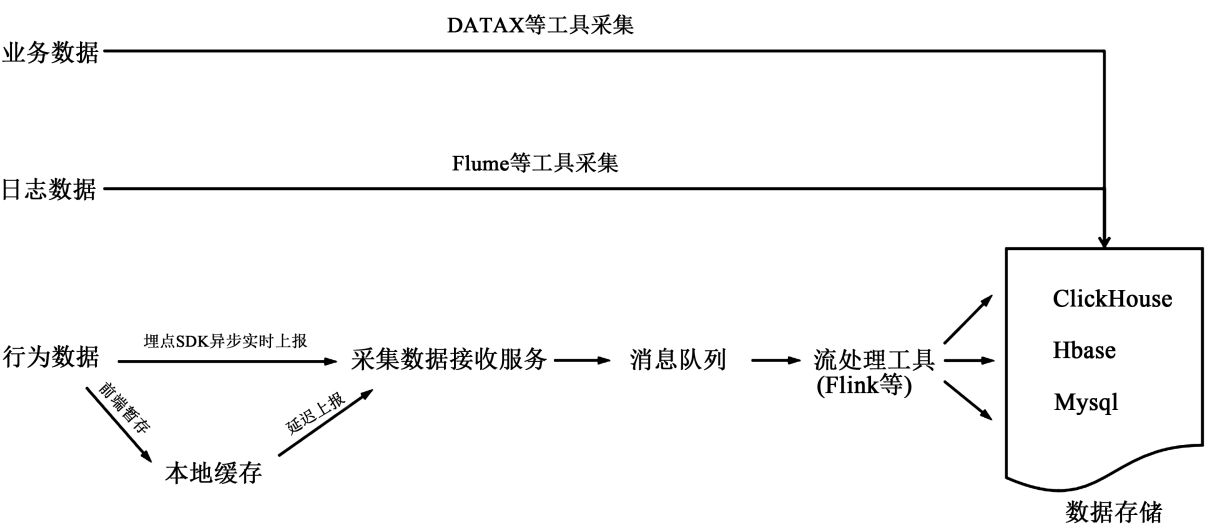 DATAX等工具采集
业务数据
Flume等工具采集
日志数据
ClickHouse
埋点SDK异步实时上报
行为数据
采集数据接收服务
消息队列
流处理工具
(Flink等)
Hbase
Mysql
前端暂存
延迟上报
本地缓存
数据存储